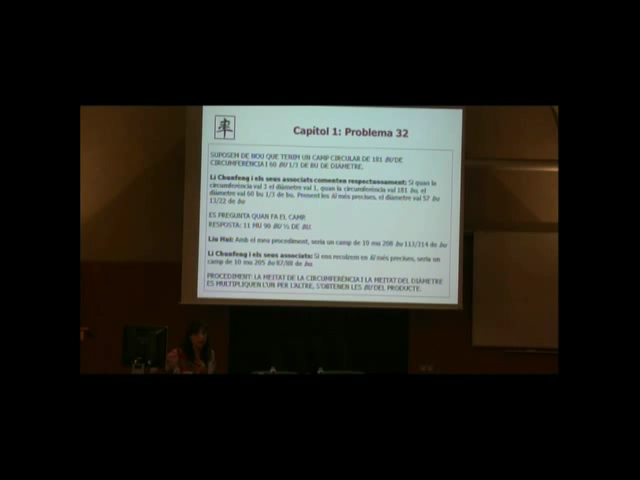 Capítol 1: Problema 32
SUPOSEM DE NOU QUE TENIM UN CAMP CIRCULAR DE 181 BU DE
CIRCUMFERÈNCIA I 60 BU 1/3 DE BU DE DIÀMETRE.
Li Chunfeng i els seus associats comenten respectuosament: Si quan la
circumferència val 3 el diàmetre val 1, quan la circumferència val 181 bu, el
diàmetre val 60 bu 1/3 de bu. Prenent les lü més precises, el diàmetre val 57 bu
13/22 de bu
ES PREGUNTA QUAN FA EL CAMP.
RESPOSTA: 11 MU 90 BU ½ DE BU.
Liu Hui: Amb el meu procediment, seria un camp de 10 mu 208 bu 113/314 de bu
Li Chunfeng i els seus associats: Si ens recolzem en lü més precises, seria un
camp de 10 mu 205 bu 87/88 de bu.
PROCEDIMENT: LA MEITAT DE LA CIRCUMFERÈNCIA I LA MEITAT DEL DIÀMETRE
ES MULTIPLIQUEN L'UN PER L'ALTRE, S'OBTENEN LES BU DEL PRODUCTE.